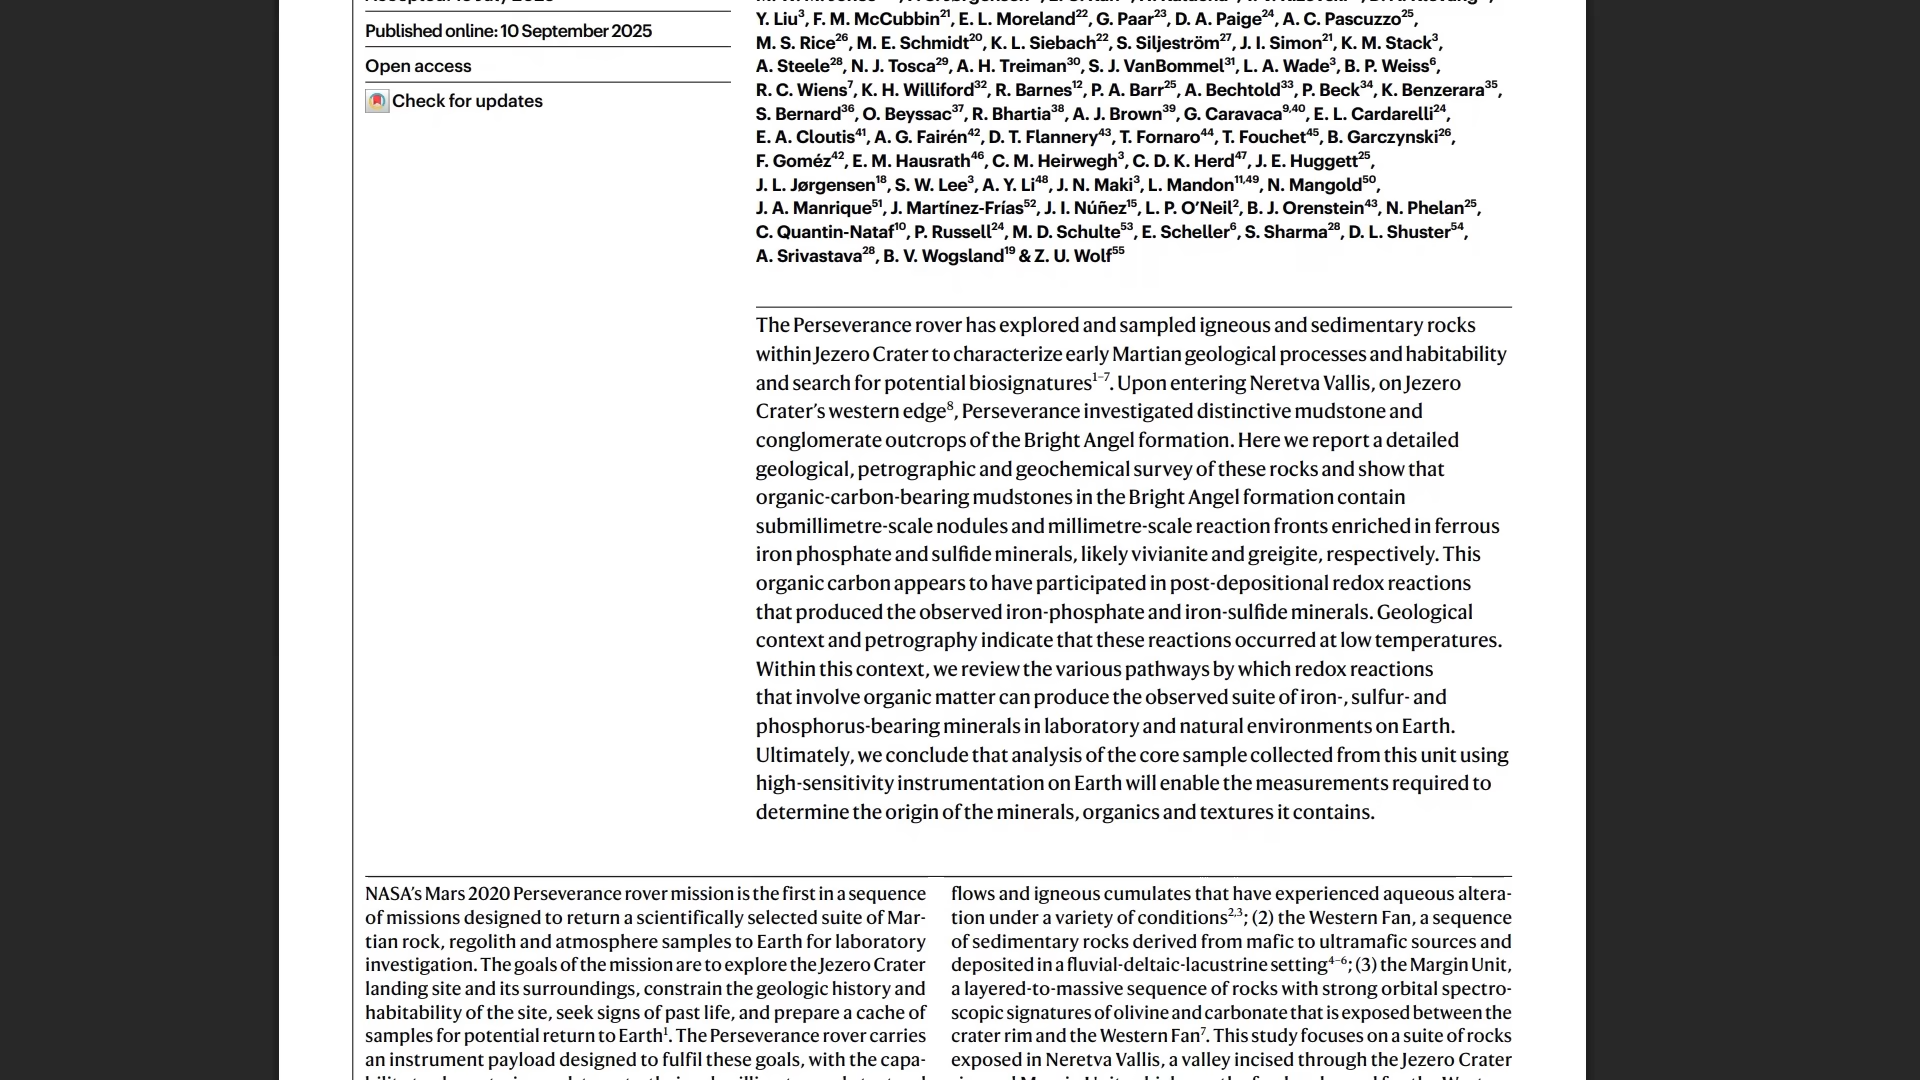 Published online: 10 September 2025
Open access
Check for updates
Y. Liu3, F. M. McCubbin21, E. L. Moreland22, G. Paar23, D. A. Paige24, A. C. Pascuzzo25,
M. S. Rice26, M. E. Schmidt20, K. L. Siebach22, S. Siljeström27, J. I. Simon21, K. M. Stack3,
A. Steele28, N. J. Tosca29, A. H. Treiman30, S. J. VanBommel31, L. A. Wade3, B. P. Weiss6,
R. C. Wiens7, K. H. Williford32, R. Barnes12, P. A. Barr25, A. Bechtold33, P. Beck34, K. Benzerara35,
S. Bernard36, O. Beyssac37, R. Bhartia38, A. J. Brown39, G. Caravaca9,40, E. L. Cardarelli24,
E. A. Cloutis41, A. G. Fairén42, D. T. Flannery43, T. Fornaro44, T. Fouchet45, B. Garczynski26,
F. Goméz42, E. M. Hausrath46, C. M. Heirwegh3, C. D. K. Herd47, J. E. Huggett25,
J. L. Jørgensen18, S. W. Lee3, A. Y. Li48, J. N. Maki3, L. Mandon11,49, N. Mangold50,
J. A. Manrique51, J. Martínez-Frías52, J. I. Núñez15, L. P. O'Neil2, B. J. Orenstein43, N. Phelan25,
C. Quantin-Nataf10, P. Russell24, M. D. Schulte53, E. Scheller6, S. Sharma28, D. L. Shuster54,
A. Srivastava28, B. V. Wogsland19 & Z. U. Wolf55
The Perseverance rover has explored and sampled igneous and sedimentary rocks
within Jezero Crater to characterize early Martian geological processes and habitability
and search for potential biosignatures1–7. Upon entering Neretva Vallis, on Jezero
Crater's western edge8, Perseverance investigated distinctive mudstone and
conglomerate outcrops of the Bright Angel formation. Here we report a detailed
geological, petrographic and geochemical survey of these rocks and show that
organic-carbon-bearing mudstones in the Bright Angel formation contain
submillimetre-scale nodules and millimetre-scale reaction fronts enriched in ferrous
iron phosphate and sulfide minerals, likely vivianite and greigite, respectively. This
organic carbon appears to have participated in post-depositional redox reactions
that produced the observed iron-phosphate and iron-sulfide minerals. Geological
context and petrography indicate that these reactions occurred at low temperatures.
Within this context, we review the various pathways by which redox reactions
that involve organic matter can produce the observed suite of iron-, sulfur- and
phosphorus-bearing minerals in laboratory and natural environments on Earth.
Ultimately, we conclude that analysis of the core sample collected from this unit using
high-sensitivity instrumentation on Earth will enable the measurements required to
determine the origin of the minerals, organics and textures it contains.
NASA's Mars 2020 Perseverance rover mission is the first in a sequence
of missions designed to return a scientifically selected suite of Mar-
tian rock, regolith and atmosphere samples to Earth for laboratory
investigation. The goals of the mission are to explore the Jezero Crater
landing site and its surroundings, constrain the geologic history and
habitability of the site, seek signs of past life, and prepare a cache of
samples for potential return to Earth1. The Perseverance rover carries
an instrument payload designed to fulfil these goals, with the capa-
flows and igneous cumulates that have experienced aqueous altera-
tion under a variety of conditions2,3; (2) the Western Fan, a sequence
of sedimentary rocks derived from mafic to ultramafic sources and
deposited in a fluvial-deltaic-lacustrine setting4–6; (3) the Margin Unit,
a layered-to-massive sequence of rocks with strong orbital spectro-
scopic signatures of olivine and carbonate that is exposed between the
crater rim and the Western Fan7. This study focuses on a suite of rocks
exposed in Neretva Vallis, a valley incised through the Jezero Crater